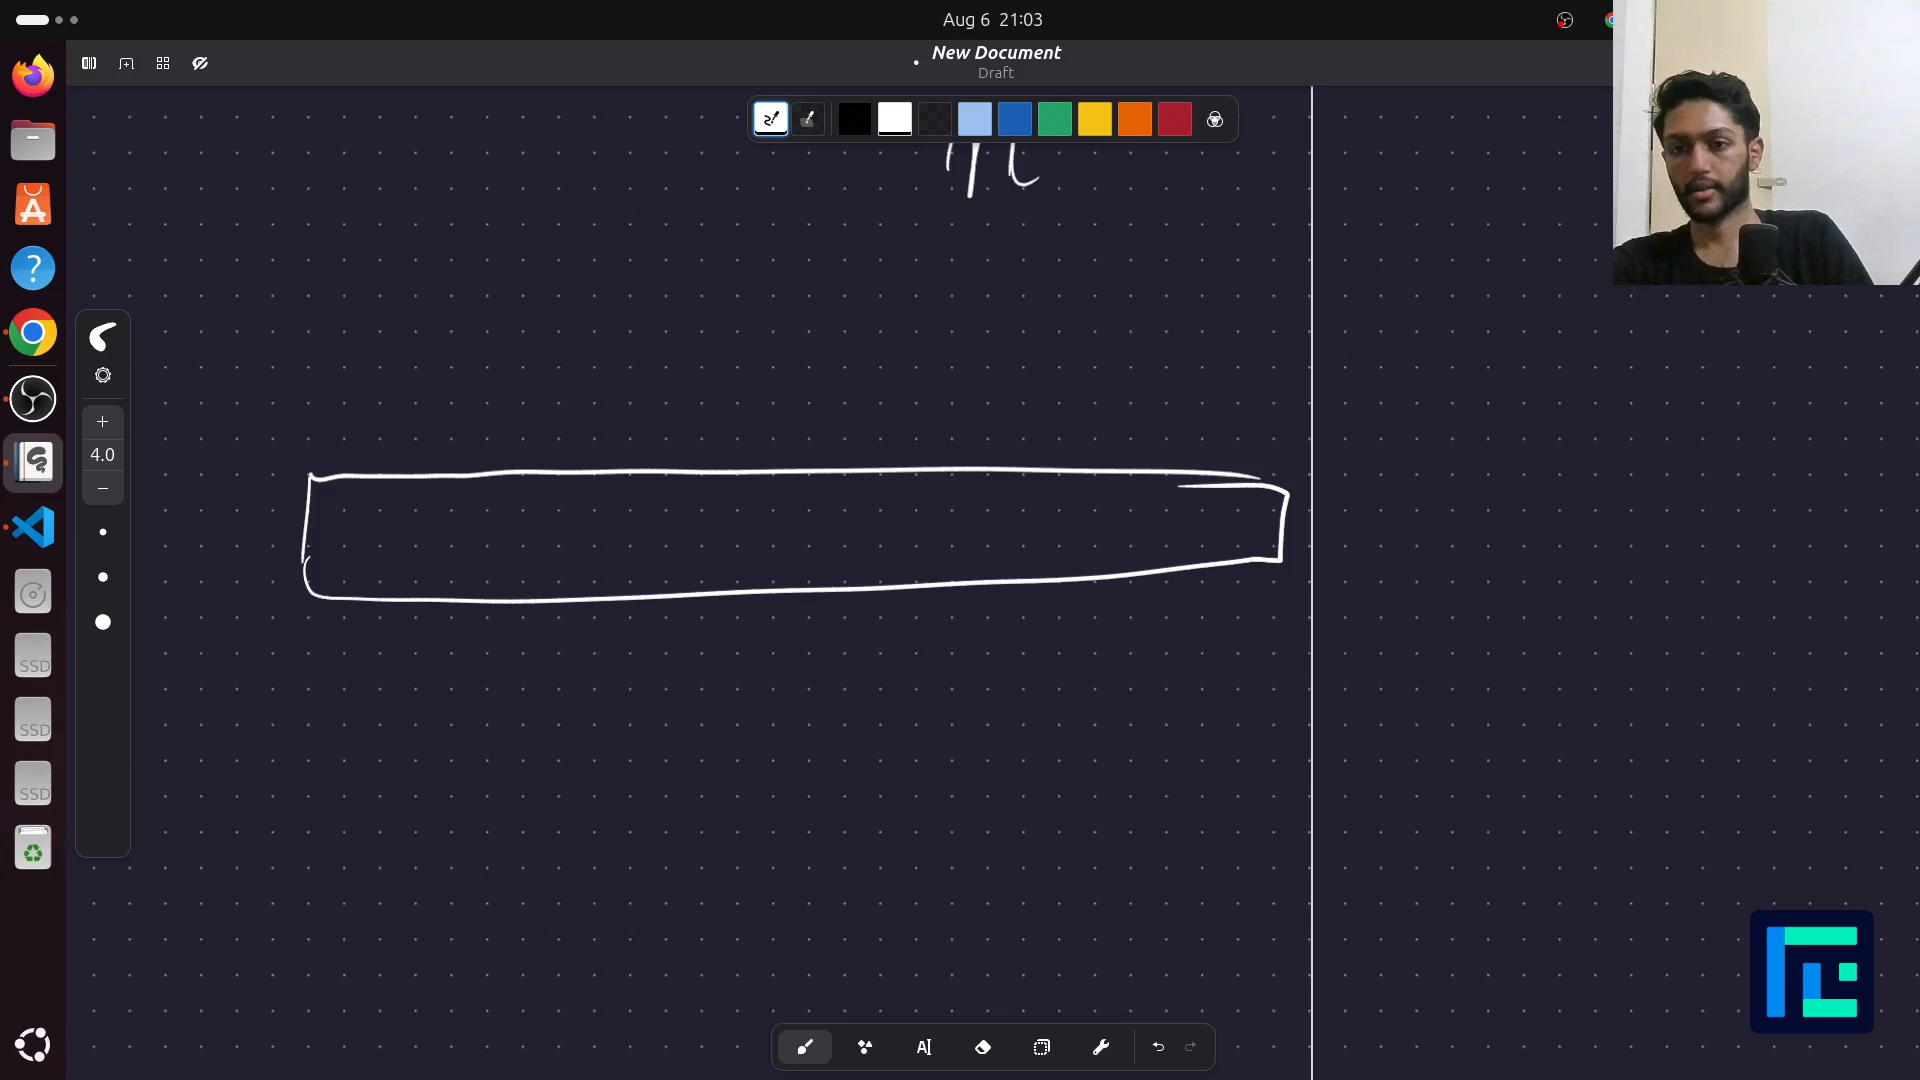 Aug 6 21:03
New Document
Draft
4.0
SSD
SSD
SSD